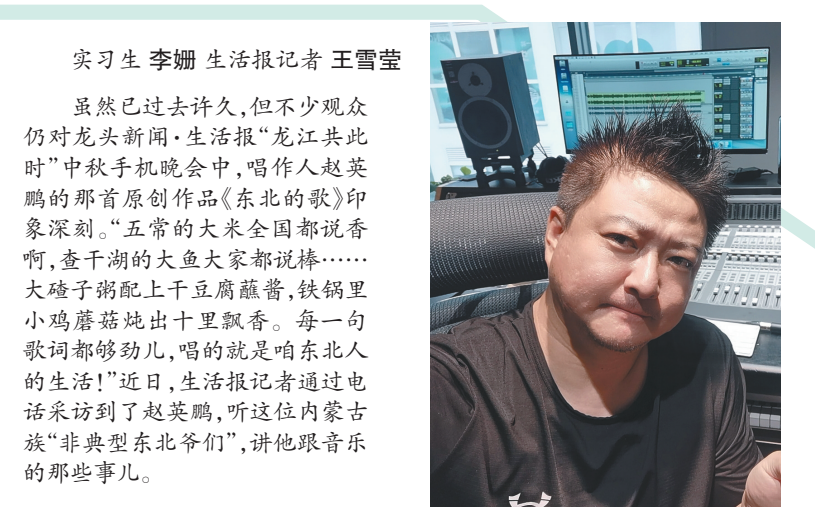 实习生 李姗 生活报记者 王雪莹
虽然已过去许久,但不少观众
仍对龙头新闻·生活报“龙江共此
时”中秋手机晚会中,唱作人赵英
鹏的那首原创作品《东北的歌》印
象深刻。“五常的大米全国都说香
啊,查干湖的大鱼大家都说棒……
大碴子粥配上干豆腐蘸酱,铁锅里
小鸡蘑菇炖出十里飘香。每一句
歌词都够劲儿,唱的就是咱东北人
的生活!”近日,生活报记者通过电
话采访到了赵英鹏,听这位内蒙古
族“非典型东北爷们”,讲他跟音乐
的那些事儿。